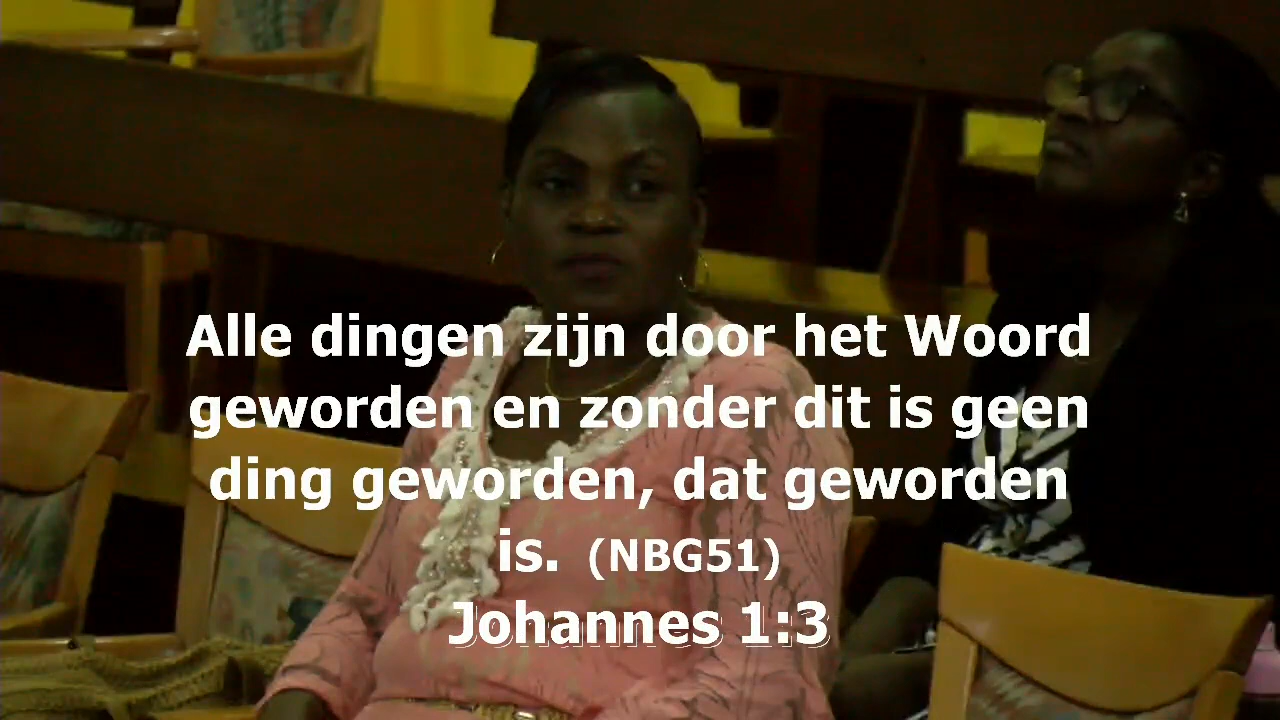 Alle dingen zijn door het Woord
geworden en zonder dit is geen
ding geworden, dat geworden
is. (NBG51)
Johannes 1:3